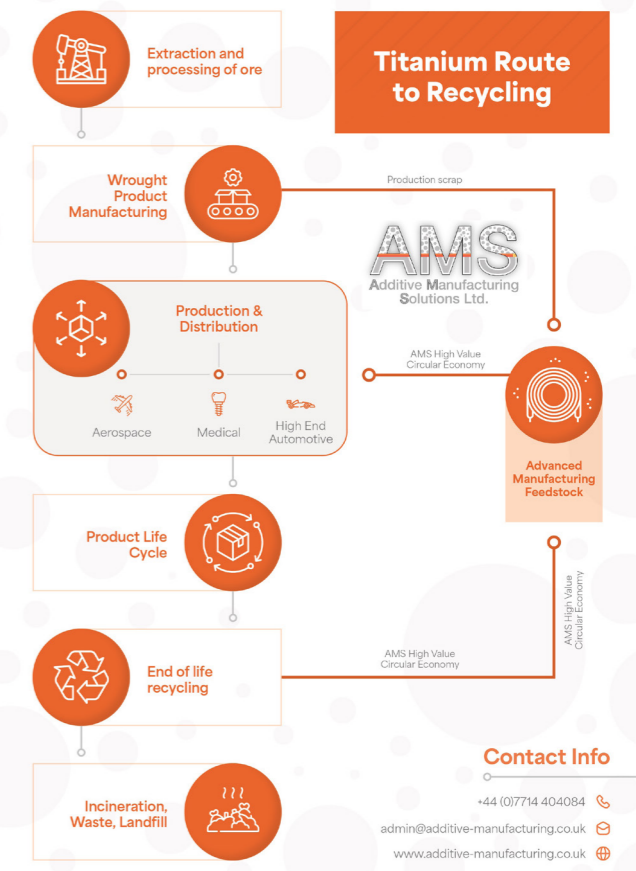 Extraction and
processing of ore
Titanium Route
to Recycling
Wrought
Product
Manufacturing
Production scrap
AMS
Additive Manufacturing
Solutions Ltd.
Production &
Distribution
Aerospace
Medical
High End
Automotive
AMS High Value
Circular Economy
Advanced
Manufacturing
Feedstock
Product Life
Cycle
AMS High Value
Circular Economy
End of life
recycling
AMS High Value
Circular Economy
Incineration,
Waste, Landfill
Contact Info
+44 (0)7714 404084
admin@additive-manufacturing.co.uk
www.additive-manufacturing.co.uk